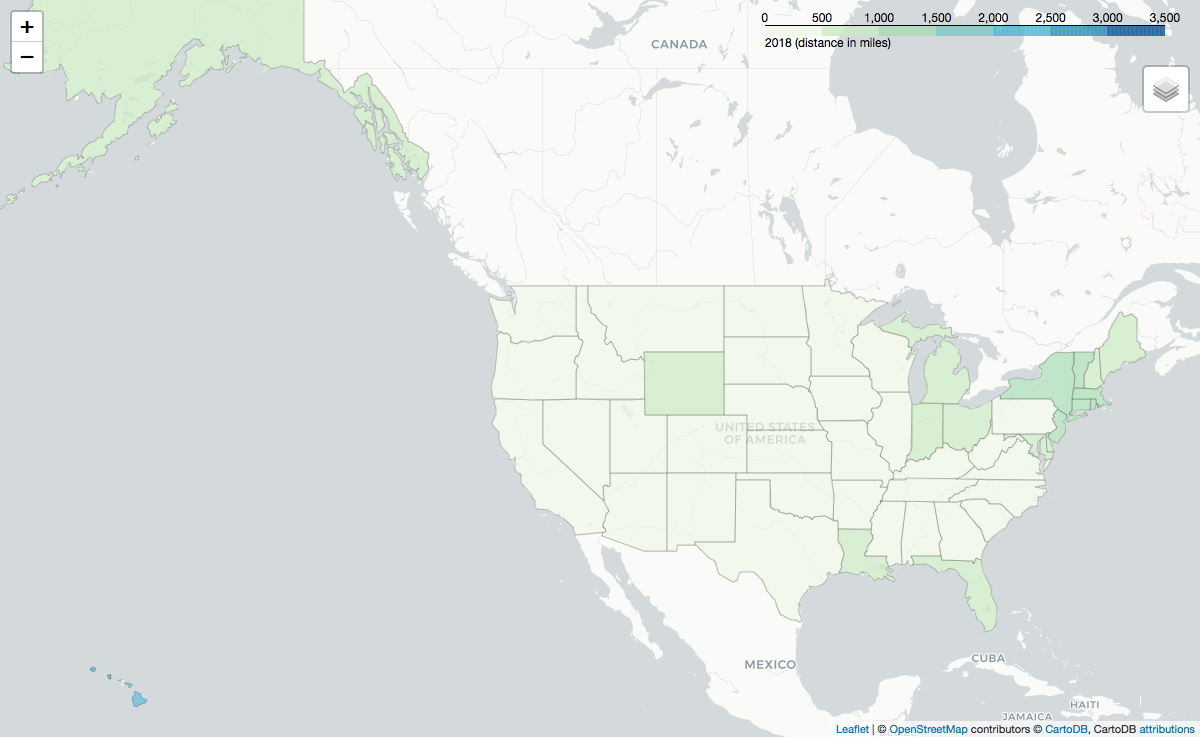 +
−
0 500 1,000 1,500 2,000 2,500 3,000 3,500
2018 (distance in miles)
CANADA
UNITED STATES
OF AMERICA
MEXICO
CUBA
HAITI
JAMAICA
Leaflet | © OpenStreetMap contributors © CartoDB, CartoDB attributions